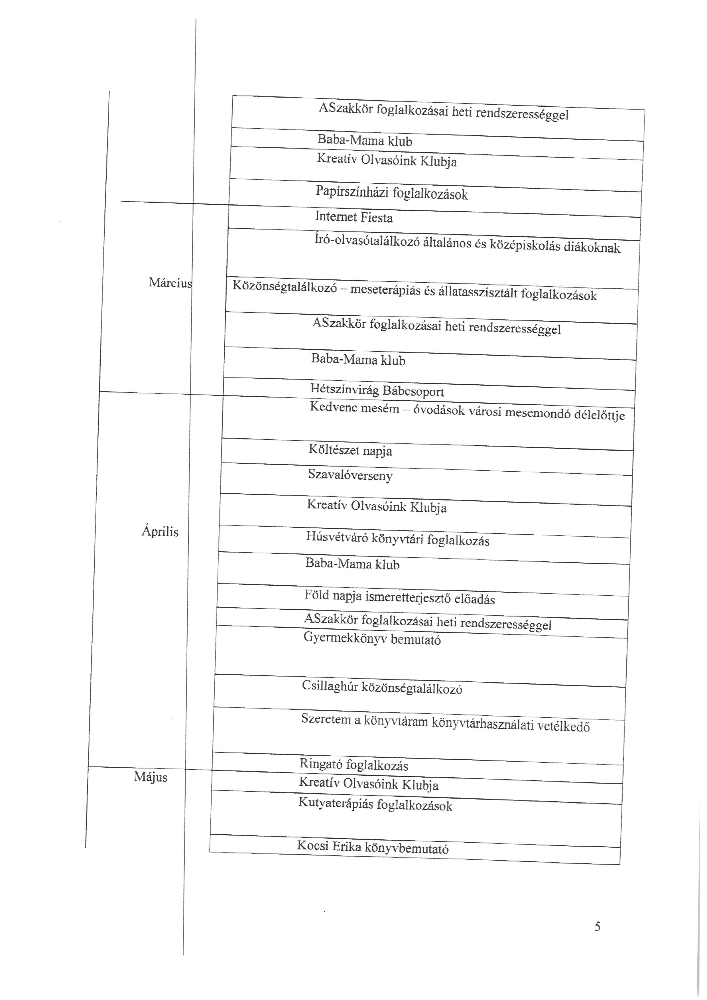 ASzakkör foglalkozásai heti rendszerességgel
Baba-Mama klub
Kreatív Olvasóink Klubja
Papírszínházi foglalkozások
Internet Fiesta
Író-olvasótalálkozó általános és középiskolás diákoknak
Március
Közönségtalálkozó – meseterápiás és állatasszisztált foglalkozások
ASzakkör foglalkozásai heti rendszerességgel
Baba-Mama klub
Hétszínvirág Bábcsoport
Kedvenc mesém – óvodások városi mesemondó délelőttje
Költészet napja
Szavalóverseny
Kreatív Olvasóink Klubja
Április
Húsvétváró könyvtári foglalkozás
Baba-Mama klub
Föld napja ismeretterjesztő előadás
ASzakkör foglalkozásai heti rendszerességgel
Gyermekkönyv bemutató
Csillaghúr közönségtalálkozó
Szeretem a könyvtáram könyvtárhasználati vetélkedő
Ringató foglalkozás
Május
Kreatív Olvasóink Klubja
Kutyaterápiás foglalkozások
Kocsi Erika könyvbemutató
5